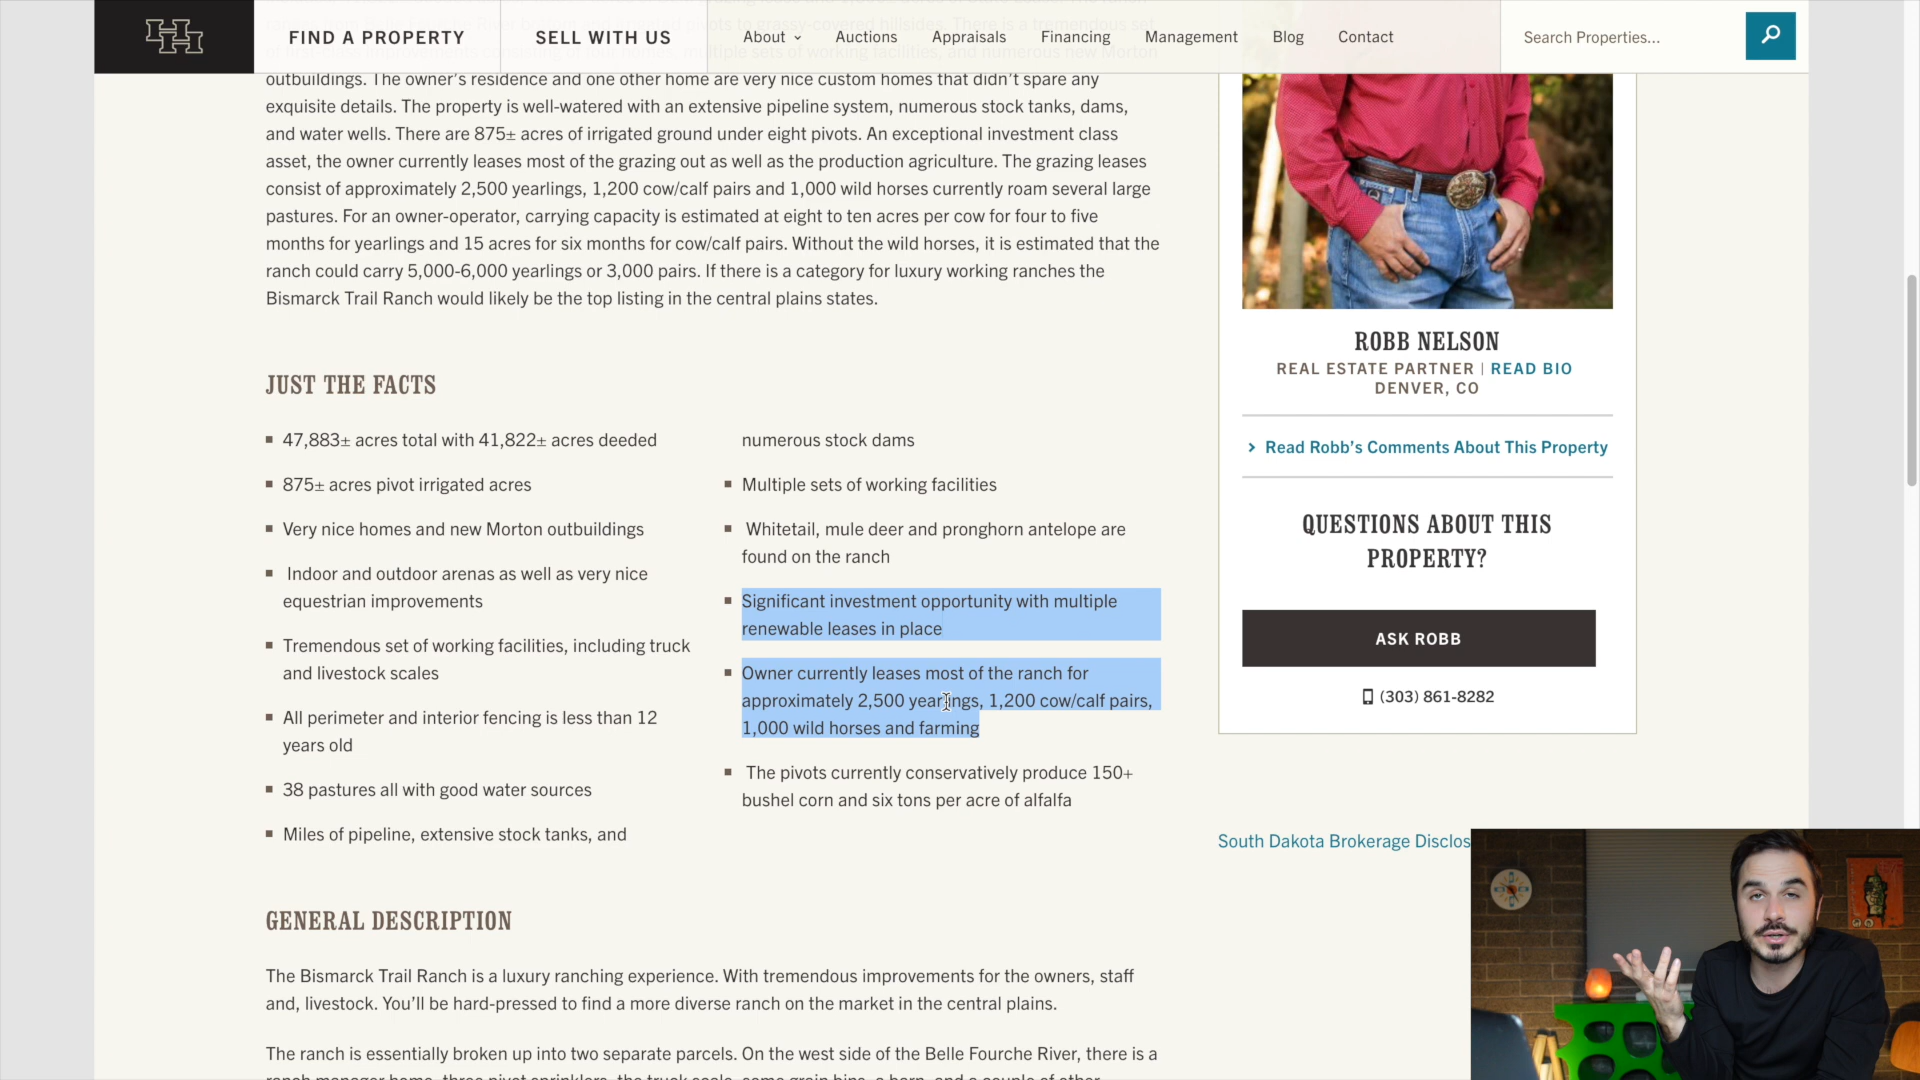 HH
FIND A PROPERTY
SELL WITH US
About
Auctions
Appraisals
Financing
Management
Blog
Contact
Search Properties...
outbuildings. The owner's residence and one other home are very nice custom homes that didn't spare any
exquisite details. The property is well-watered with an extensive pipeline system, numerous stock tanks, dams,
and water wells. There are 875± acres of irrigated ground under eight pivots. An exceptional investment class
asset, the owner currently leases most of the grazing out as well as the production agriculture. The grazing leases
consist of approximately 2,500 yearlings, 1,200 cow/calf pairs and 1,000 wild horses currently roam several large
pastures. For an owner-operator, carrying capacity is estimated at eight to ten acres per cow for four to five
months for yearlings and 15 acres for six months for cow/calf pairs. Without the wild horses, it is estimated that the
ranch could carry 5,000-6,000 yearlings or 3,000 pairs. If there is a category for luxury working ranches the
Bismarck Trail Ranch would likely be the top listing in the central plains states.
JUST THE FACTS
47,883± acres total with 41,822± acres deeded
875± acres pivot irrigated acres
Very nice homes and new Morton outbuildings
Indoor and outdoor arenas as well as very nice
equestrian improvements
Tremendous set of working facilities, including truck
and livestock scales
All perimeter and interior fencing is less than 12
years old
38 pastures all with good water sources
Miles of pipeline, extensive stock tanks, and
numerous stock dams
Multiple sets of working facilities
Whitetail, mule deer and pronghorn antelope are
found on the ranch
Significant investment opportunity with multiple
renewable leases in place
Owner currently leases most of the ranch for
approximately 2,500 yearlings, 1,200 cow/calf pairs,
1,000 wild horses and farming
The pivots currently conservatively produce 150+
bushel corn and six tons per acre of alfalfa
GENERAL DESCRIPTION
The Bismarck Trail Ranch is a luxury ranching experience. With tremendous improvements for the owners, staff
and, livestock. You'll be hard-pressed to find a more diverse ranch on the market in the central plains.
The ranch is essentially broken up into two separate parcels. On the west side of the Belle Fourche River, there is a
ROBB NELSON
REAL ESTATE PARTNER | READ BIO
DENVER, CO
> Read Robb's Comments About This Property
QUESTIONS ABOUT THIS
PROPERTY?
ASK ROBB
(303) 861-8282
South Dakota Brokerage Disclos